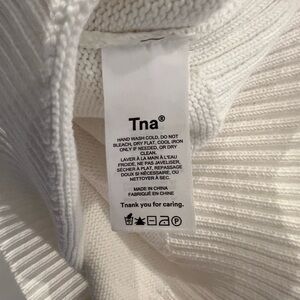 Tna®
HAND WASH COLD, DO NOT
BLEACH, DRY FLAT, COOL IRON
ONLY IF NEEDED, OR DRY
CLEAN.
LAVER À LA MAIN À L'EAU
FROIDE, NE PAS JAVELISER,
SÉCHER À PLAT, REPASSAGE
DOUX SI NÉCESSAIRE, OU
NETTOYER À SEC.
MADE IN CHINA
FABRIQUÉ EN CHINE
Tnank you for caring.
P